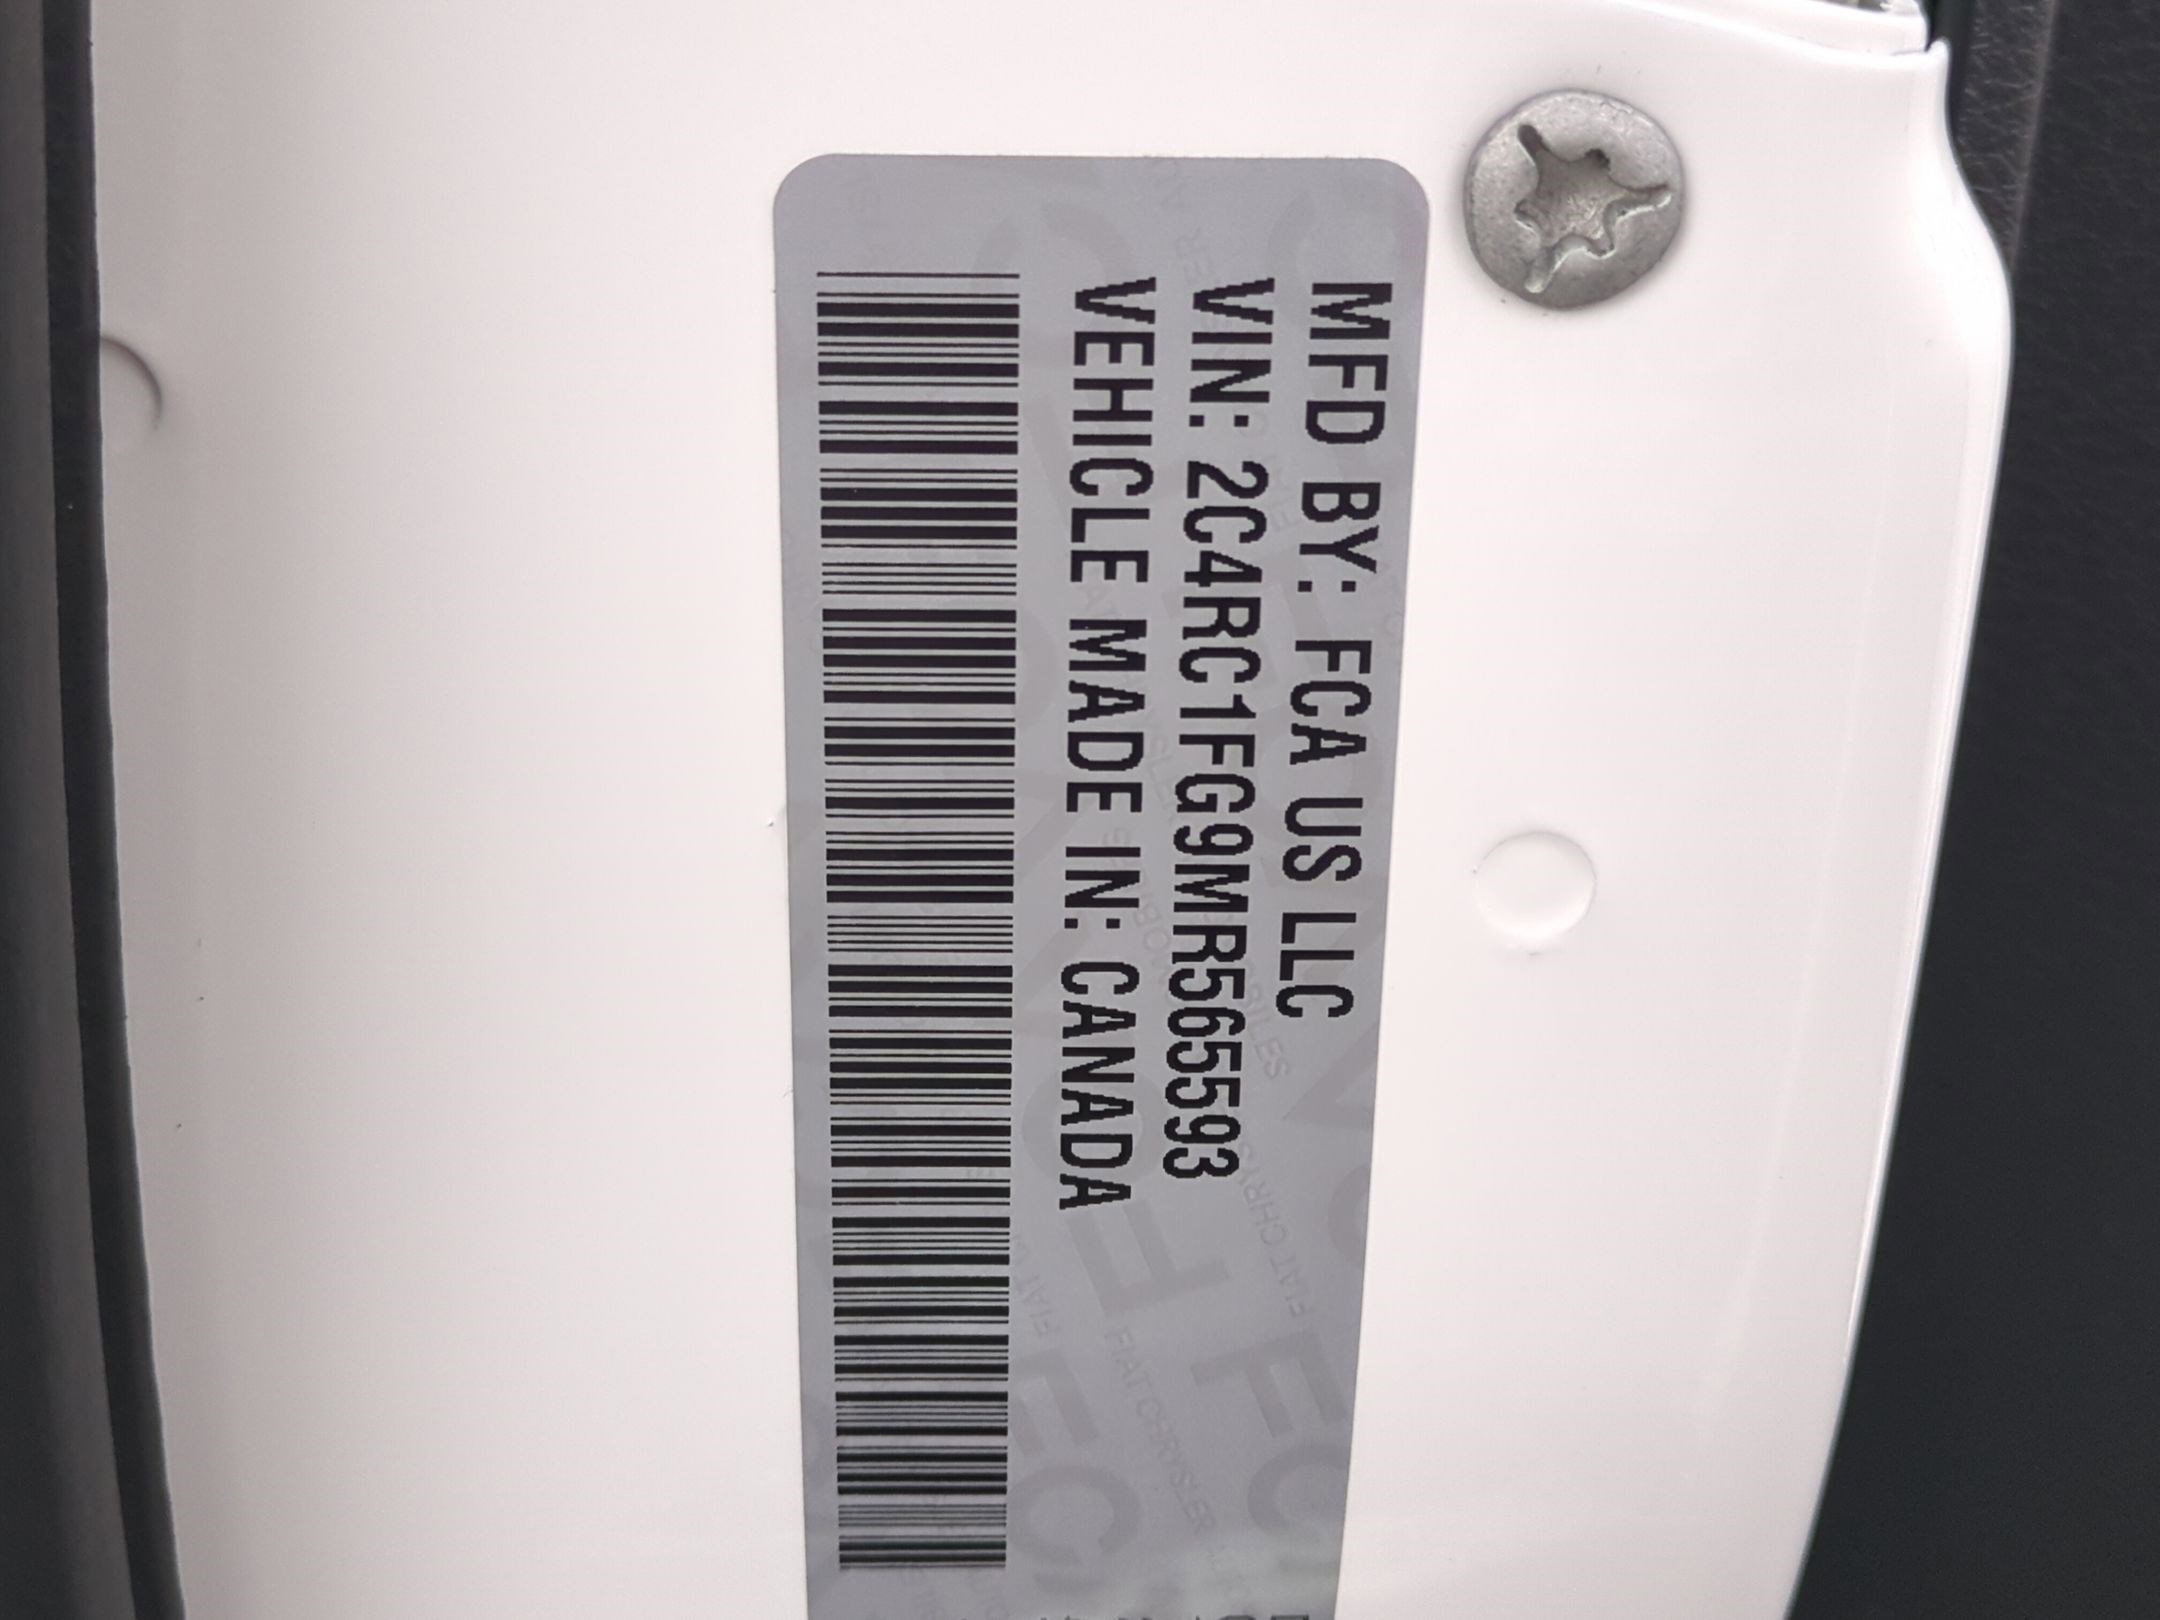 MFD BY: FCA US LLC
VIN: 2C4RC1FG9MR565593
VEHICLE MADE IN: CANADA